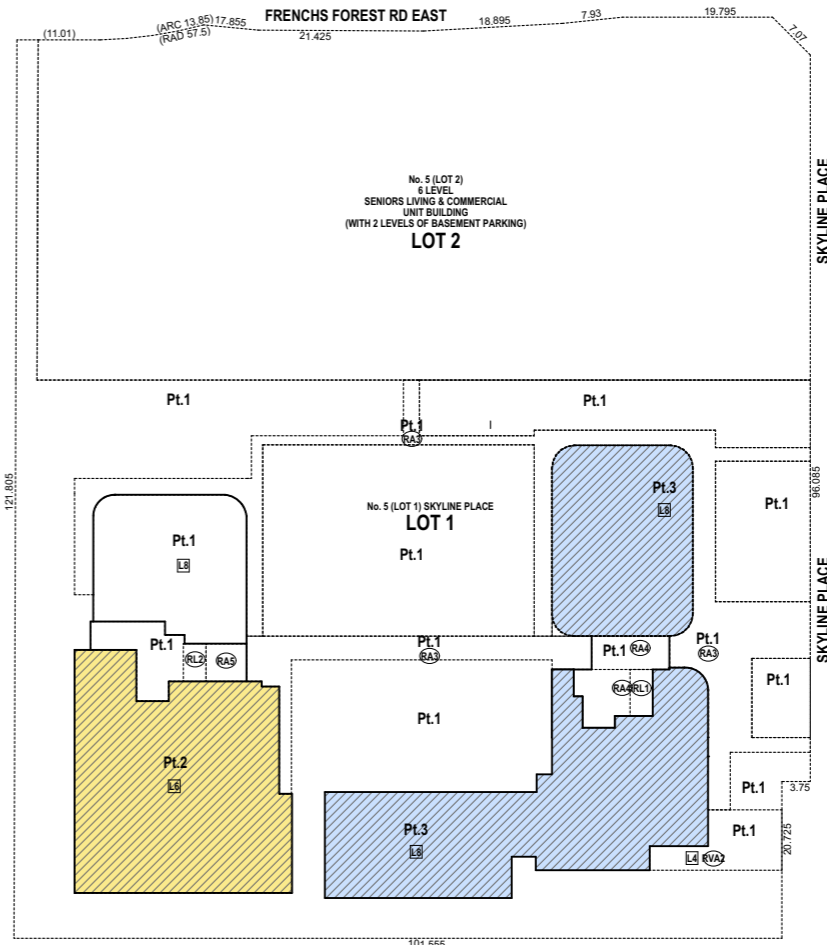 FRENCHS FOREST RD EAST
(11.01)
(ARC 13.85)
(RAD 57.5)
17.855
21.425
18.895
7.93
19.795
7.07
SKYLINE PLACE
No. 5 (LOT 2)
6 LEVEL
SENIORS LIVING & COMMERCIAL
UNIT BUILDING
(WITH 2 LEVELS OF BASEMENT PARKING)
LOT 2
Pt.1
Pt.1
Pt.1
RA3
121.805
96.085
Pt.3
L8
Pt.1
No. 5 (LOT 1) SKYLINE PLACE
LOT 1
Pt.1
Pt.1
L8
SKYLINE PLACE
Pt.1
RL2
RA5
Pt.1
RA3
Pt.1
RA4
Pt.1
RA3
RA4
RL1
Pt.1
Pt.1
Pt.2
L6
Pt.1
3.75
Pt.3
L8
Pt.1
L4
RVA2
20.725
101.555